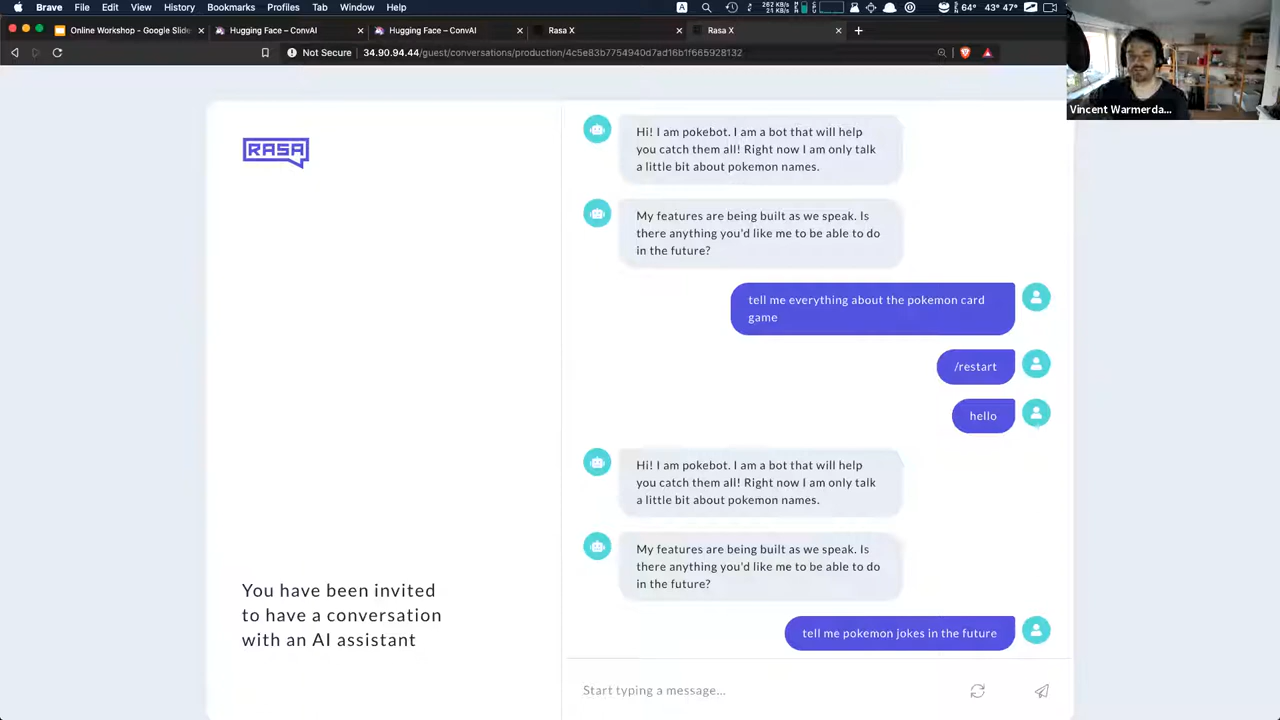 Brave File Edit View History Bookmarks Profiles Tab Window Help
64° 43° 47°
Online Workshop - Google Slide
Hugging Face – ConvAI
Hugging Face – ConvAI
Rasa X
Rasa X
Not Secure 34.90.94.44/guest/conversations/production/4c5e83b7754940d7ad16b1f665928132
Vincent Warmerda...
RASA
You have been invited
to have a conversation
with an AI assistant
Hi! I am pokebot. I am a bot that will help
you catch them all! Right now I am only talk
a little bit about pokemon names.
My features are being built as we speak. Is
there anything you'd like me to be able to do
in the future?
tell me everything about the pokemon card
game
/restart
hello
Hi! I am pokebot. I am a bot that will help
you catch them all! Right now I am only talk
a little bit about pokemon names.
My features are being built as we speak. Is
there anything you'd like me to be able to do
in the future?
tell me pokemon jokes in the future
Start typing a message...